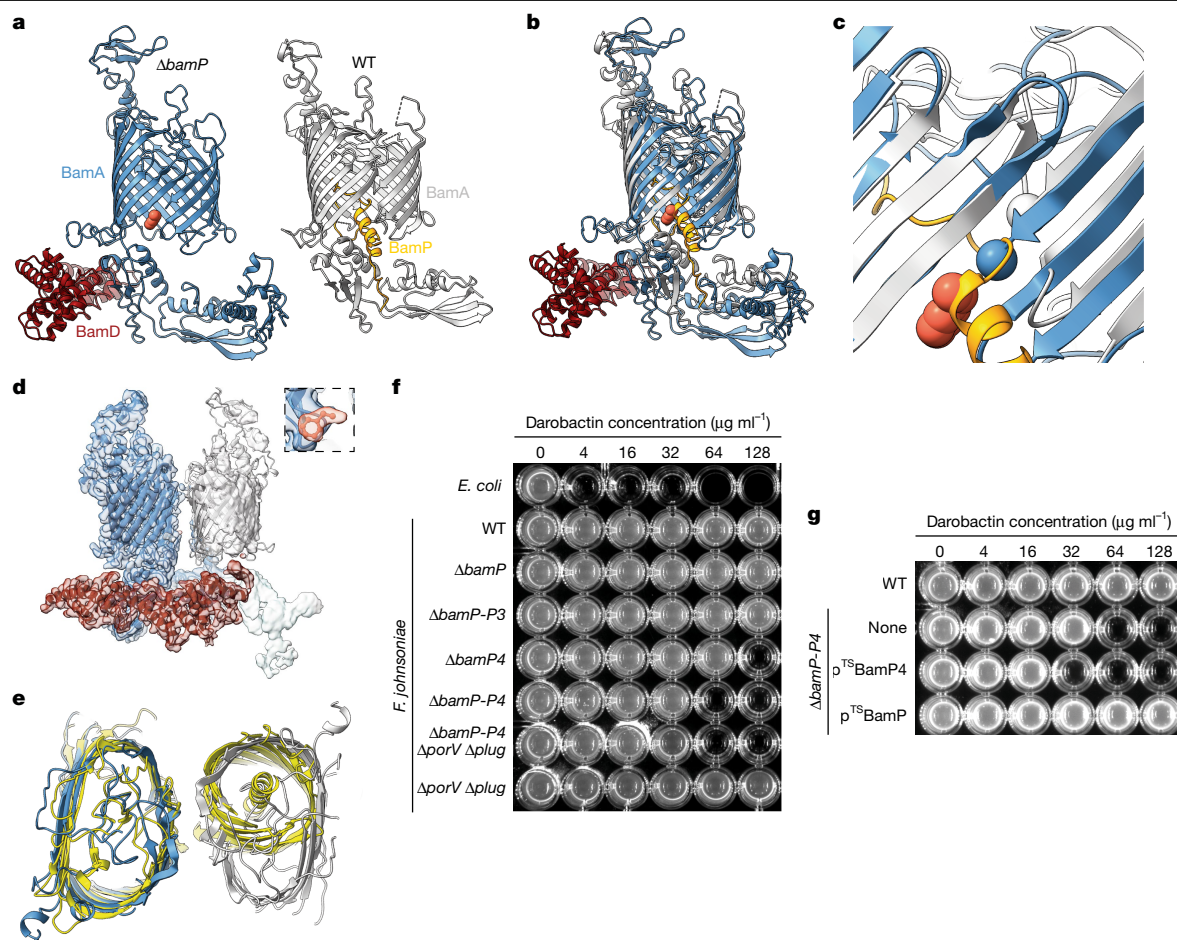 a
ΔbamP
WT
BamA
BamA
BamP
BamD
b
c
d
e
f
Darobactin concentration (μg ml⁻¹)
0 4 16 32 64 128
E. coli
WT
ΔbamP
ΔbamP-P3
ΔbamP4
ΔbamP-P4
ΔbamP-P4
ΔporV Δplug
ΔporV Δplug
F. johnsoniae
g
Darobactin concentration (μg ml⁻¹)
0 4 16 32 64 128
WT
None
pᵀˢBamP4
pᵀˢBamP
ΔbamP-P4